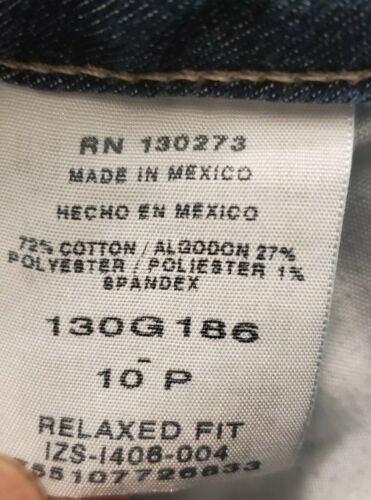 RN 130273
MADE IN MEXICO
HECHO EN MEXICO
72% COTTON / ALGODON 27%
POLYESTER / POLIESTER 1%
SPANDEX
130G186
10 P
RELAXED FIT
IZS-I406-004